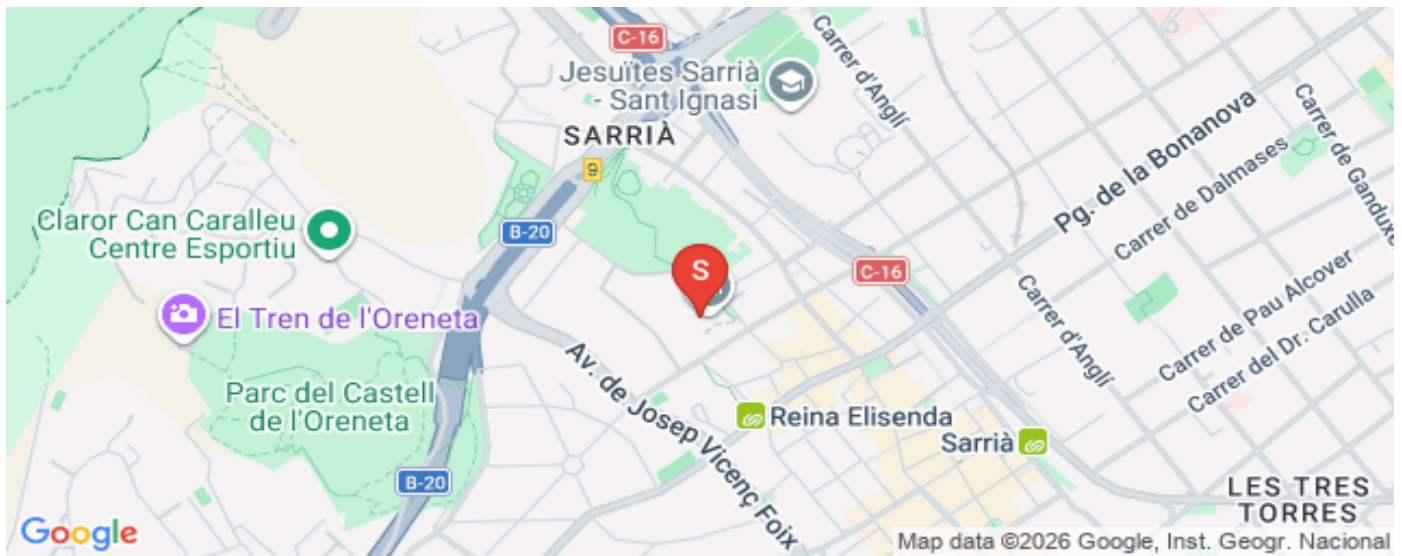 C-16
Jesuïtes Sarrià
- Sant Ignasi
SARRIÀ
9
Carrer d'Anglí
C-16
Pg. de la Bonanova
Carrer de Dalmases
Carrer de Ganduxe
Claror Can Caralleu
Centre Esportiu
B-20
S
C-16
El Tren de l'Oreneta
Carrer d'Anglí
Carrer de Pau Alcover
Carrer del Dr. Carulla
Parc del Castell
de l'Oreneta
Av. de Josep Vicenç Foix
Reina Elisenda
Sarrià
B-20
LES TRES
TORRES
Google
Map data ©2026 Google, Inst. Geogr. Nacional